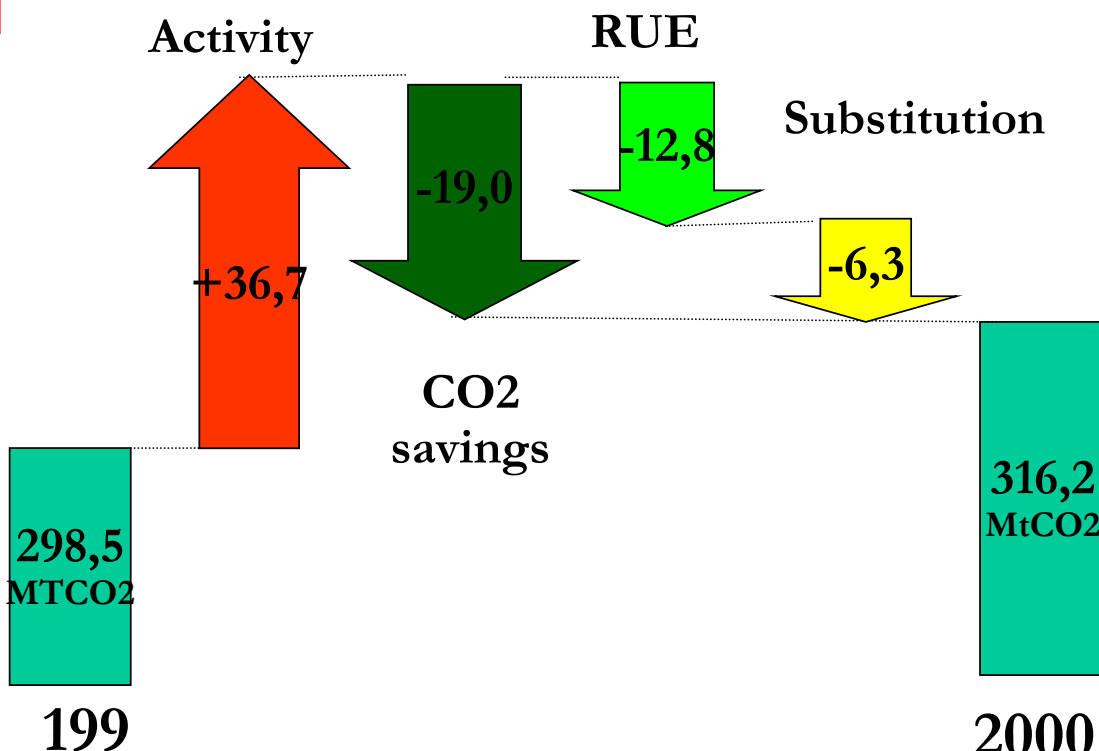 Activity
RUE
Substitution
-12,8
-19,0
-6,3
+36,7
CO2
savings
298,5
MTCO2
316,2
MtCO2
199
2000